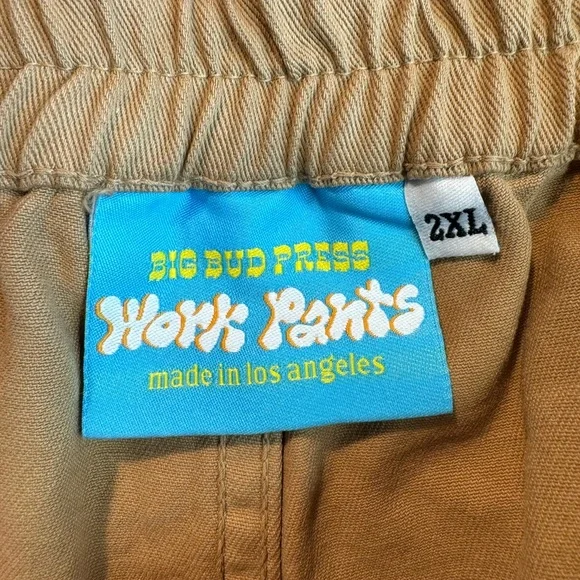 2XL
BIG BUD PRESS
Work Pants
made in los angeles